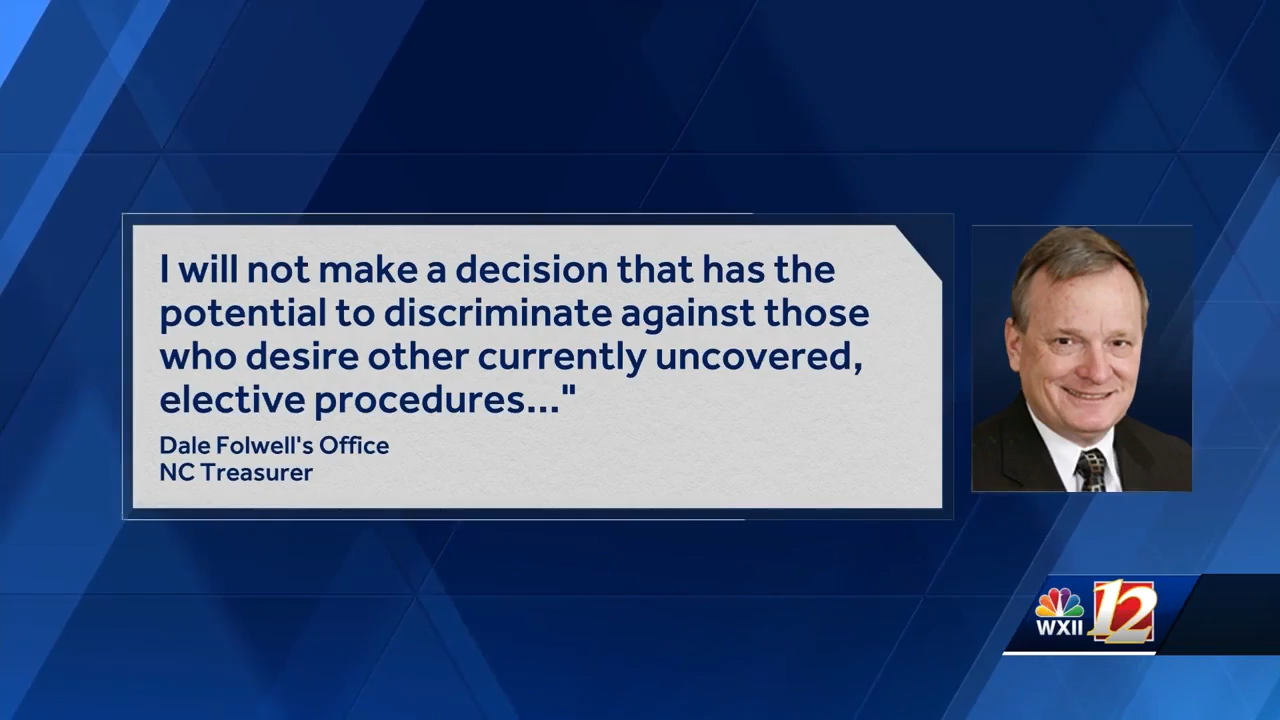 I will not make a decision that has the
potential to discriminate against those
who desire other currently uncovered,
elective procedures..."
Dale Folwell's Office
NC Treasurer
WXII 12